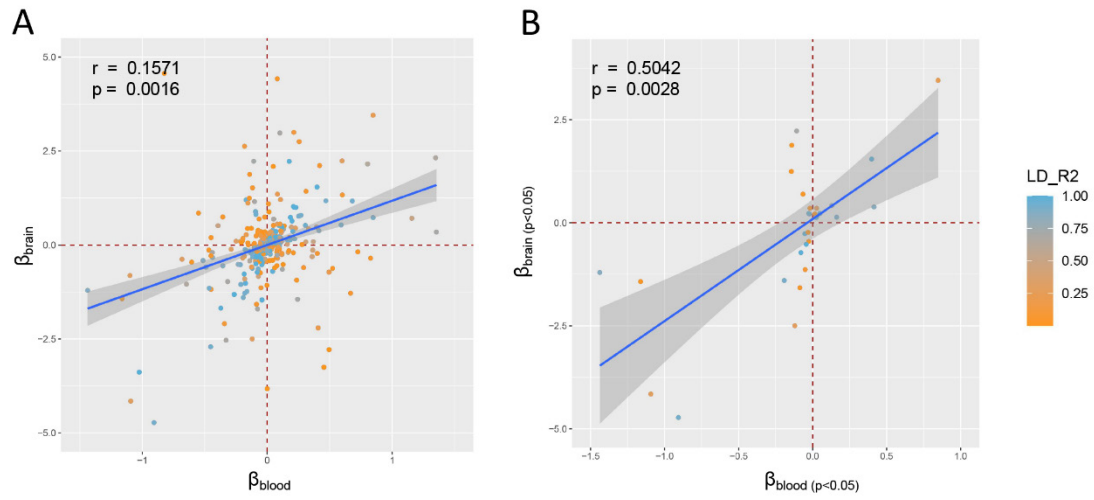 A
r = 0.1571
p = 0.0016
5.0
2.5
0.0
−2.5
−5.0
βbrain
−1
0
1
βblood
B
r = 0.5042
p = 0.0028
2.5
0.0
−2.5
−5.0
βbrain (p<0.05)
−1.5
−1.0
−0.5
0.0
0.5
1.0
βblood (p<0.05)
LD_R2
1.00
0.75
0.50
0.25